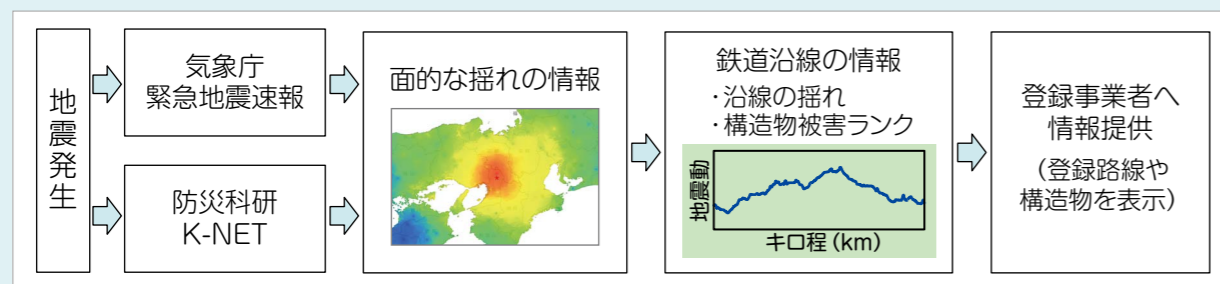 地震発生
気象庁
緊急地震速報
防災科研
K-NET
面的な揺れの情報
鉄道沿線の情報
・沿線の揺れ
・構造物被害ランク
地震動
キロ程（km）
登録事業者へ
情報提供
（登録路線や
構造物を表示）